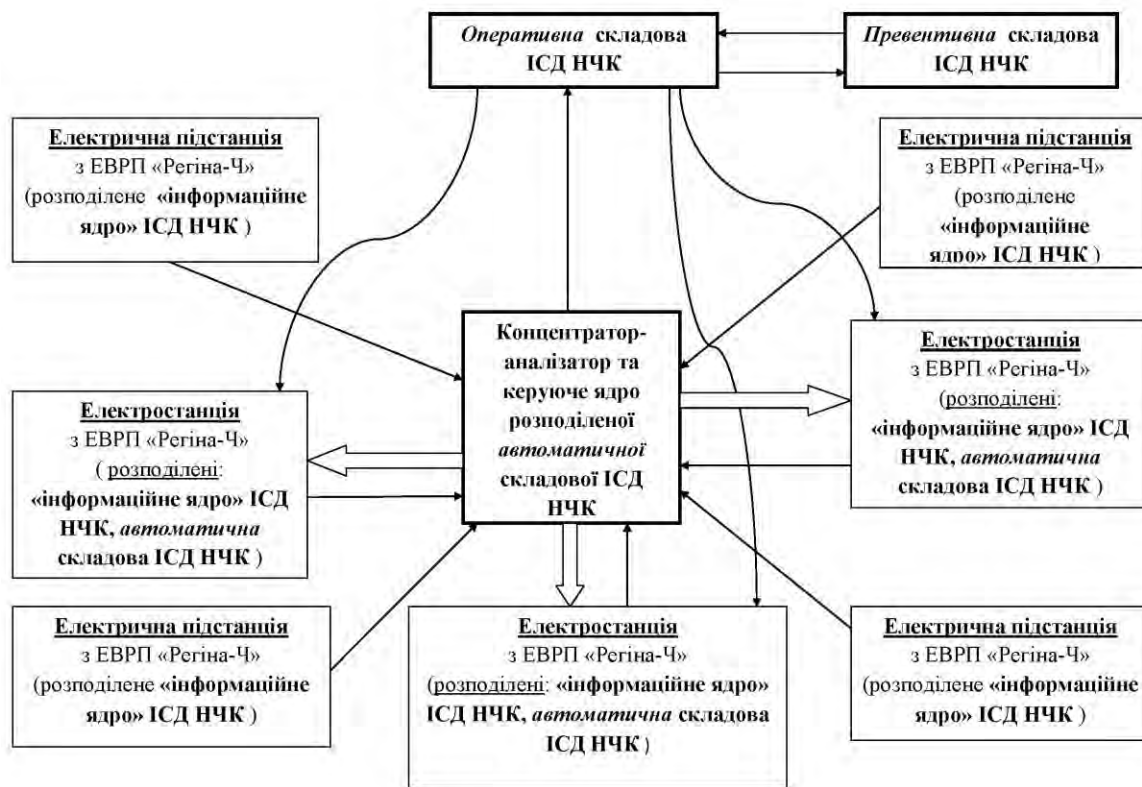 Оперативна складова
ІСД НЧК
Превентивна складова
ІСД НЧК
Електрична підстанція
з ЕВРП «Регіна-Ч»
(розподілене «інформаційне
ядро» ІСД НЧК )
Електрична підстанція
з ЕВРП «Регіна-Ч»
(розподілене
«інформаційне
ядро» ІСД НЧК )
Концентратор-
аналізатор та
керуюче ядро
розподіленої
автоматичної
складової ІСД
НЧК
Електростанція
з ЕВРП «Регіна-Ч»
(розподілені:
«інформаційне ядро» ІСД
НЧК, автоматична
складова ІСД НЧК )
Електростанція
з ЕВРП «Регіна-Ч»
( розподілені:
«інформаційне ядро» ІСД
НЧК, автоматична
складова ІСД НЧК )
Електрична підстанція
з ЕВРП «Регіна-Ч»
(розподілене «інформаційне
ядро» ІСД НЧК )
Електростанція
з ЕВРП «Регіна-Ч»
(розподілені: «інформаційне ядро»
ІСД НЧК, автоматична складова
ІСД НЧК )
Електрична підстанція
з ЕВРП «Регіна-Ч»
(розподілене «інформаційне
ядро» ІСД НЧК )